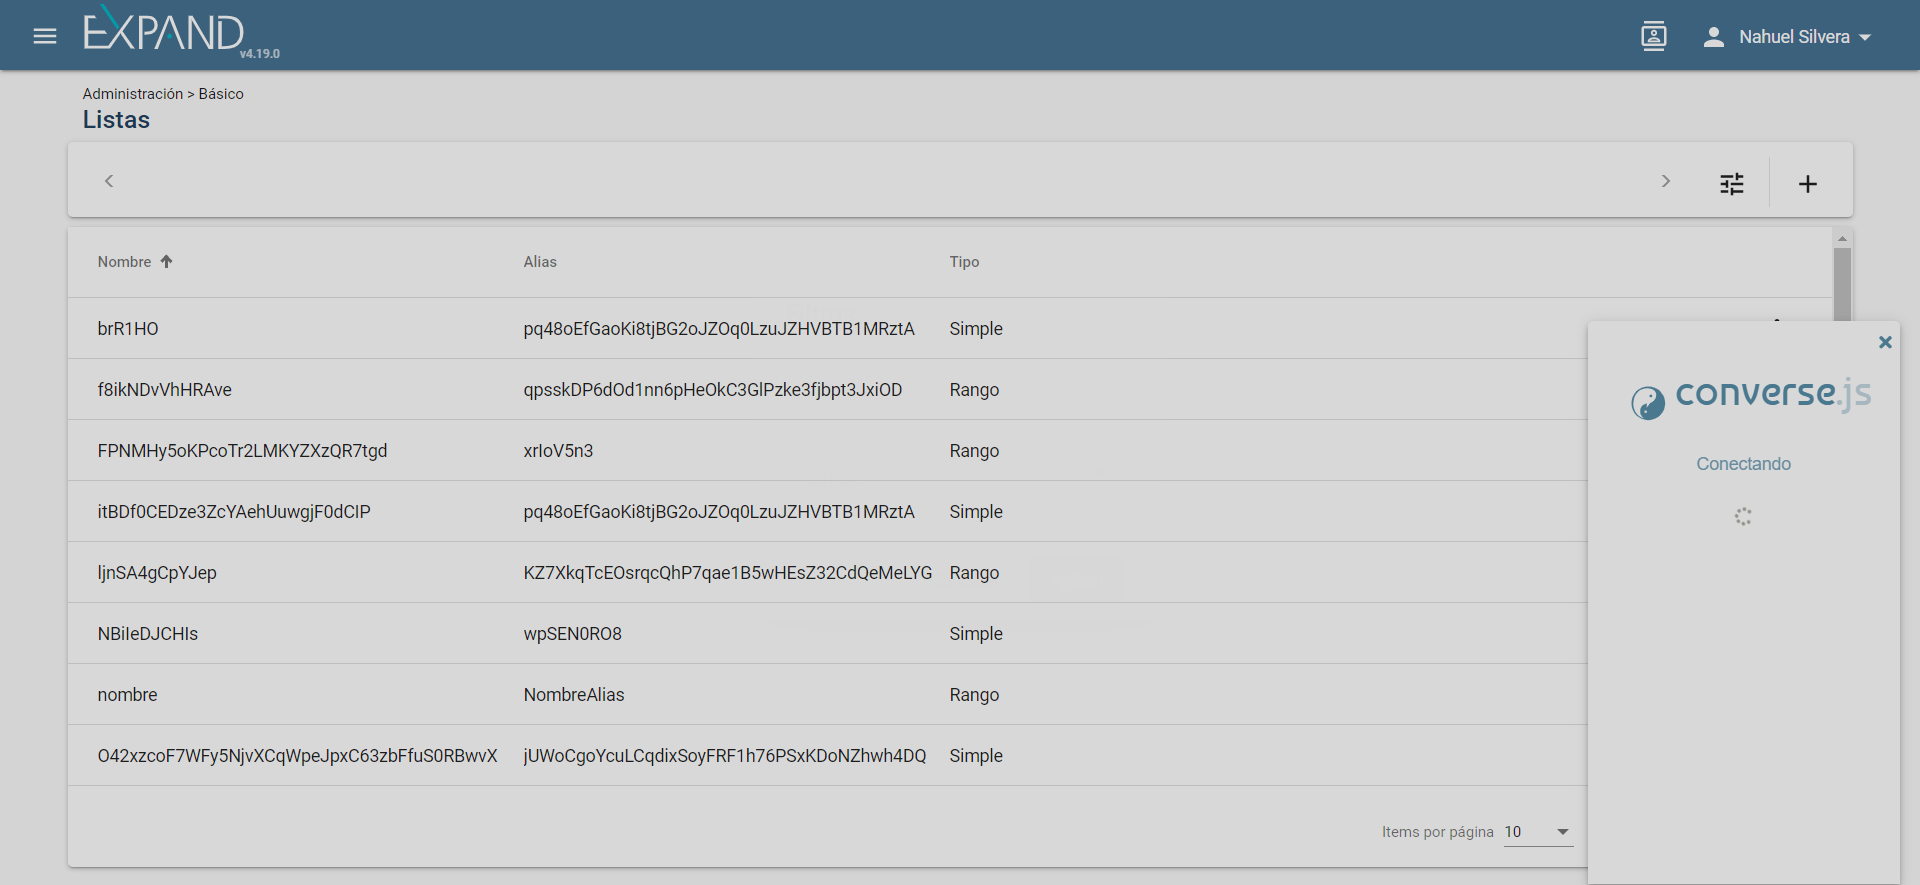 EXPAND
v4.19.0
Nahuel Silvera
Administración > Básico
Listas
Nombre Alias Tipo
brR1HO pq48oEfGaoKi8tjBG2oJZOq0LzuJZHVBTB1MRztA Simple
f8ikNDvVhHRAve qpsskDP6dOd1nn6pHeOkC3GlPzke3fjbpt3JxiOD Rango
FPNMHy5oKPcoTr2LMKYZXzQR7tgd xrIoV5n3 Rango
itBDf0CEDze3ZcYAehUuwgjF0dCIP pq48oEfGaoKi8tjBG2oJZOq0LzuJZHVBTB1MRztA Simple
ljnSA4gCpYJep KZ7XkqTcEOsrqcQhP7qae1B5wHEsZ32CdQeMeLYG Rango
NBiIeDJCHIs wpSEN0RO8 Simple
nombre NombreAlias Rango
O42xzcoF7WFy5NjvXCqWpeJpxC63zbFfuS0RBwvX jUWoCgoYcuLCqdixSoyFRF1h76PSxKDoNZhwh4DQ Simple
Items por página 10
converse.js
Conectando